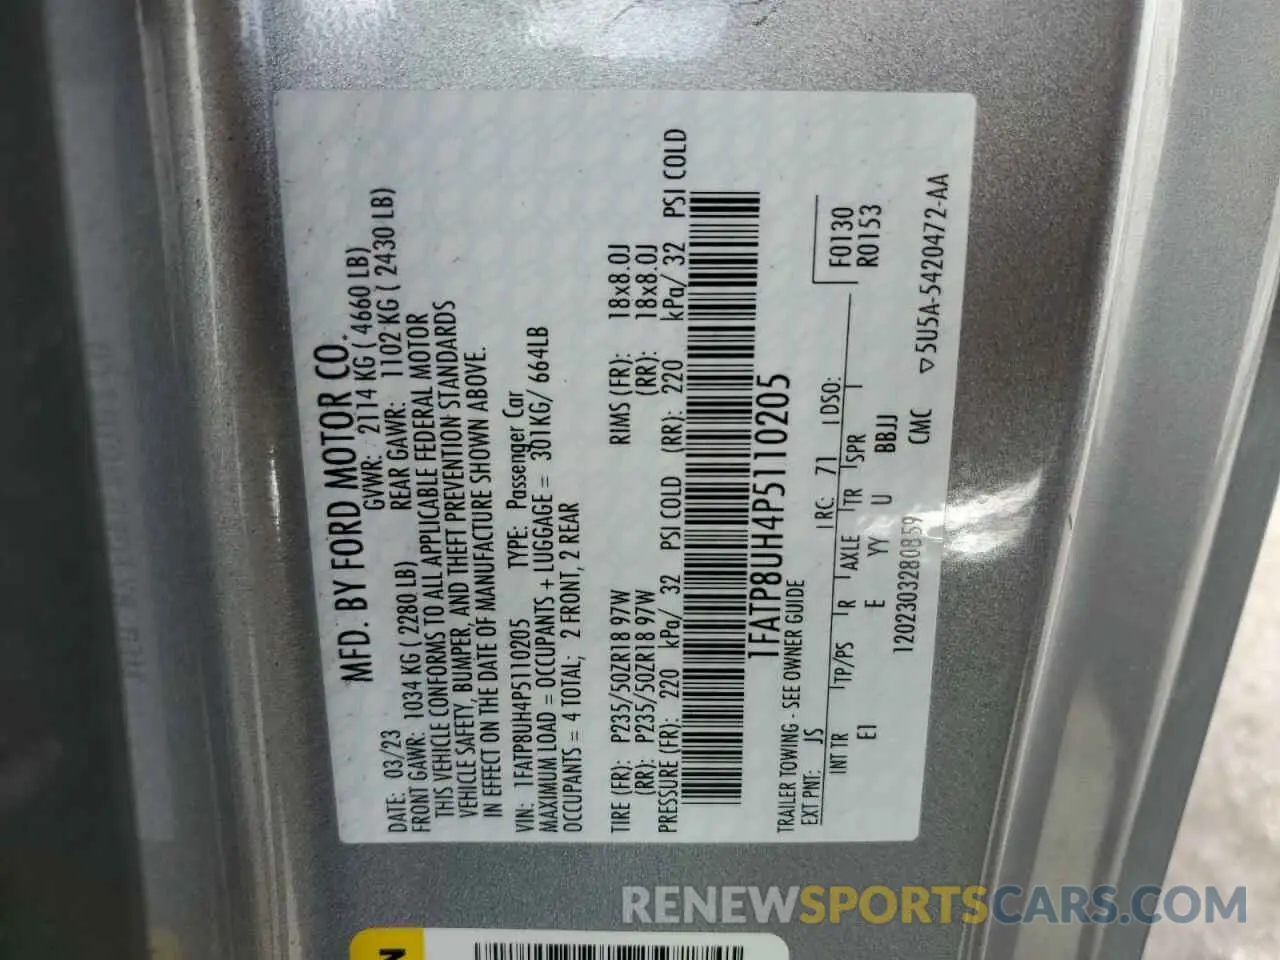 MFD. BY FORD MOTOR CO.
DATE: 03/23 GVWR: 2114 KG ( 4660 LB)
FRONT GAWR: 1034 KG ( 2280 LB) REAR GAWR: 1102 KG ( 2430 LB)
THIS VEHICLE CONFORMS TO ALL APPLICABLE FEDERAL MOTOR
VEHICLE SAFETY, BUMPER, AND THEFT PREVENTION STANDARDS
IN EFFECT ON THE DATE OF MANUFACTURE SHOWN ABOVE.
VIN: 1FATP8UH4P5110205 TYPE: Passenger Car
MAXIMUM LOAD = OCCUPANTS + LUGGAGE = 301KG/ 664LB
OCCUPANTS = 4 TOTAL; 2 FRONT, 2 REAR
TIRE (FR): P235/50ZR18 97W RIMS (FR): 18x8.0J
(RR): P235/50ZR18 97W (RR): 18x8.0J
PRESSURE (FR): 220 kPa/ 32 PSI COLD (RR): 220 kPa/ 32 PSI COLD
1FATP8UH4P5110205
TRAILER TOWING - SEE OWNER GUIDE
EXT PNT: JS RC: 71 DSO:
F0130
R0153
INT TR TP/PS R AXLE TR SPR
EI E YY U BBJJ
120230328085​9 CMC ▽5U5A-5420472-AA
N
RENEWSPORTSCARS.COM